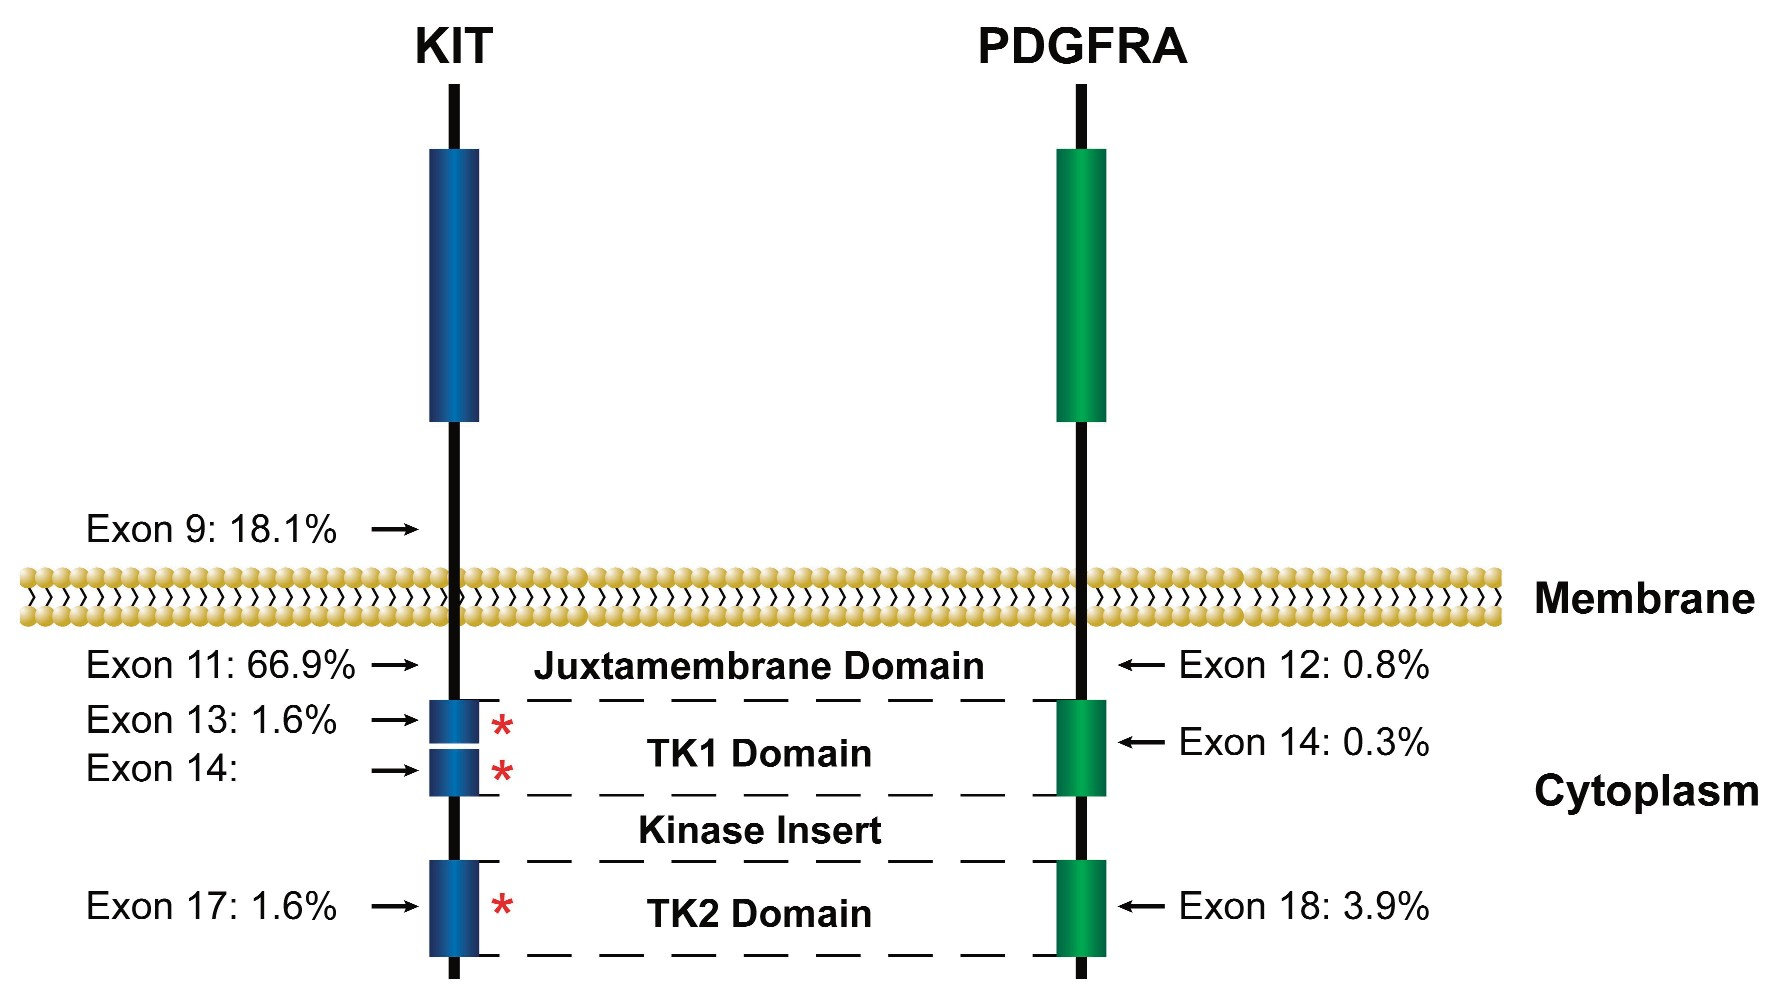 KIT
PDGFRA
Exon 9: 18.1%
Membrane
Exon 11: 66.9%
Juxtamembrane Domain
Exon 12: 0.8%
Exon 13: 1.6%
*
TK1 Domain
Exon 14: 0.3%
Exon 14:
*
Cytoplasm
Kinase Insert
Exon 17: 1.6%
*
TK2 Domain
Exon 18: 3.9%